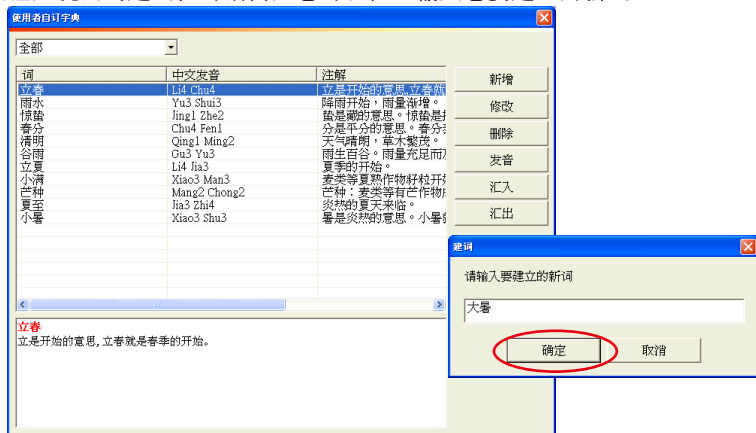 使用者自订字典
全部
词 中文发音 注解
立春 Li4 Chu4 立是开始的意思,立春就
雨水 Yu3 Shui3 降雨开始，雨量渐增。
惊蛰 Jing1 Zhe2 蛰是藏的意思。惊蛰是
春分 Chu4 Fen1 分是平分的意思。春分
清明 Qing1 Ming2 天气晴朗，草木繁茂。
谷雨 Gu3 Yu3 雨生百谷。雨量充足而
立夏 Li4 Jia3 夏季的开始。
小满 Xiao3 Man3 麦类等夏熟作物籽粒开
芒种 Mang2 Chong2 芒种：麦类等有芒作物
夏至 Jia3 Zhi4 炎热的夏天来临。
小暑 Xiao3 Shu3 暑是炎热的意思。小暑
新增
修改
删除
发音
汇入
汇出
立春
立是开始的意思,立春就是春季的开始。
建词
请输入要建立的新词
大暑
确定 取消